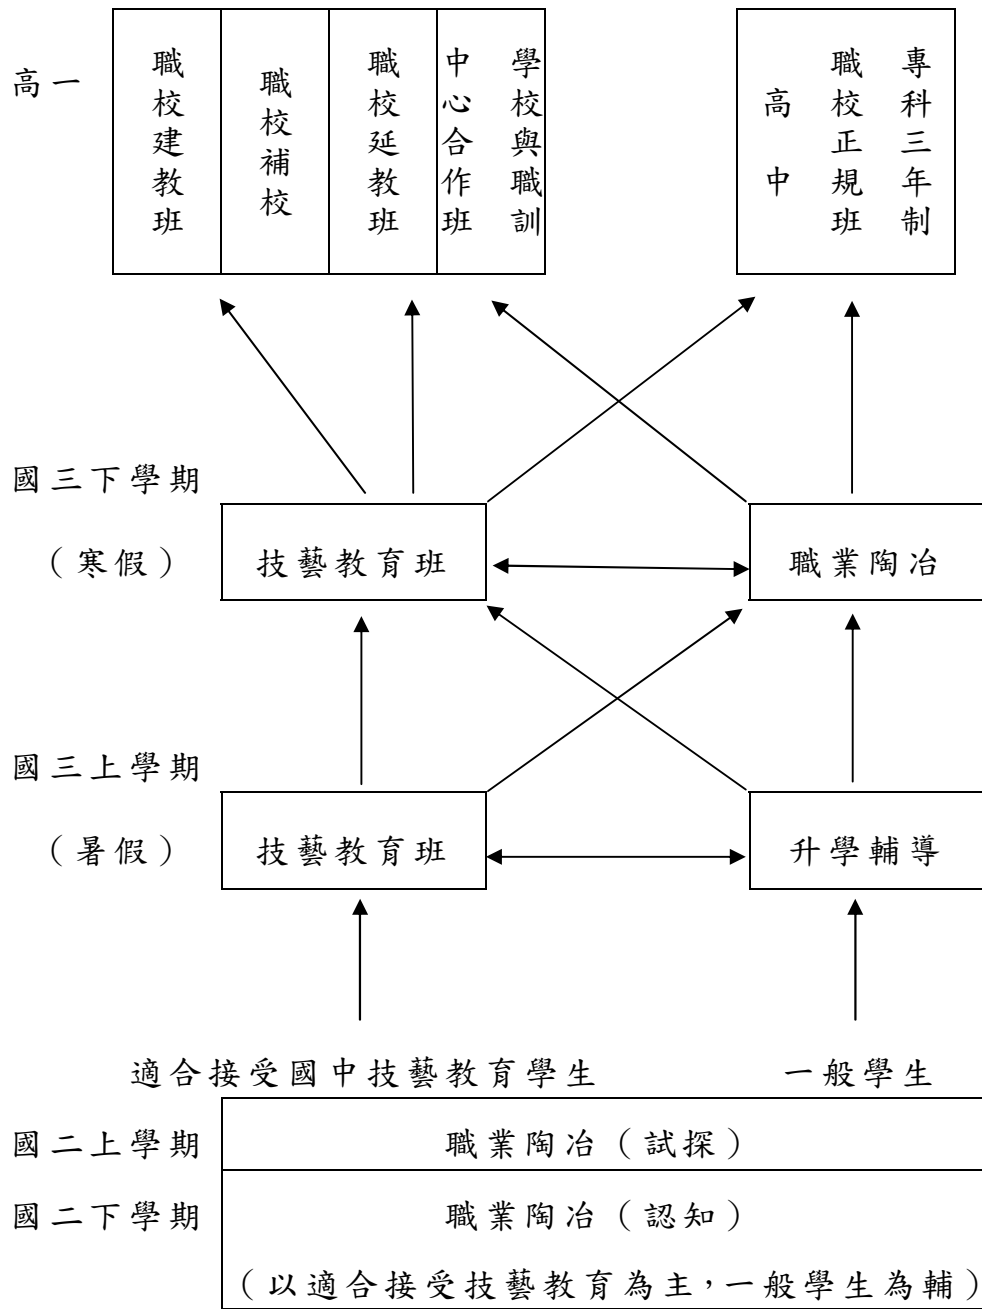 高一
職校建教班
職校補校
職校延教班
學校與職訓
中心合作班
專科三年制
職校正規班
高中
國三下學期
（寒假）
技藝教育班
職業陶冶
國三上學期
（暑假）
技藝教育班
升學輔導
適合接受國中技藝教育學生
一般學生
國二上學期
職業陶冶（試探）
國二下學期
職業陶冶（認知）
（以適合接受技藝教育為主，一般學生為輔）